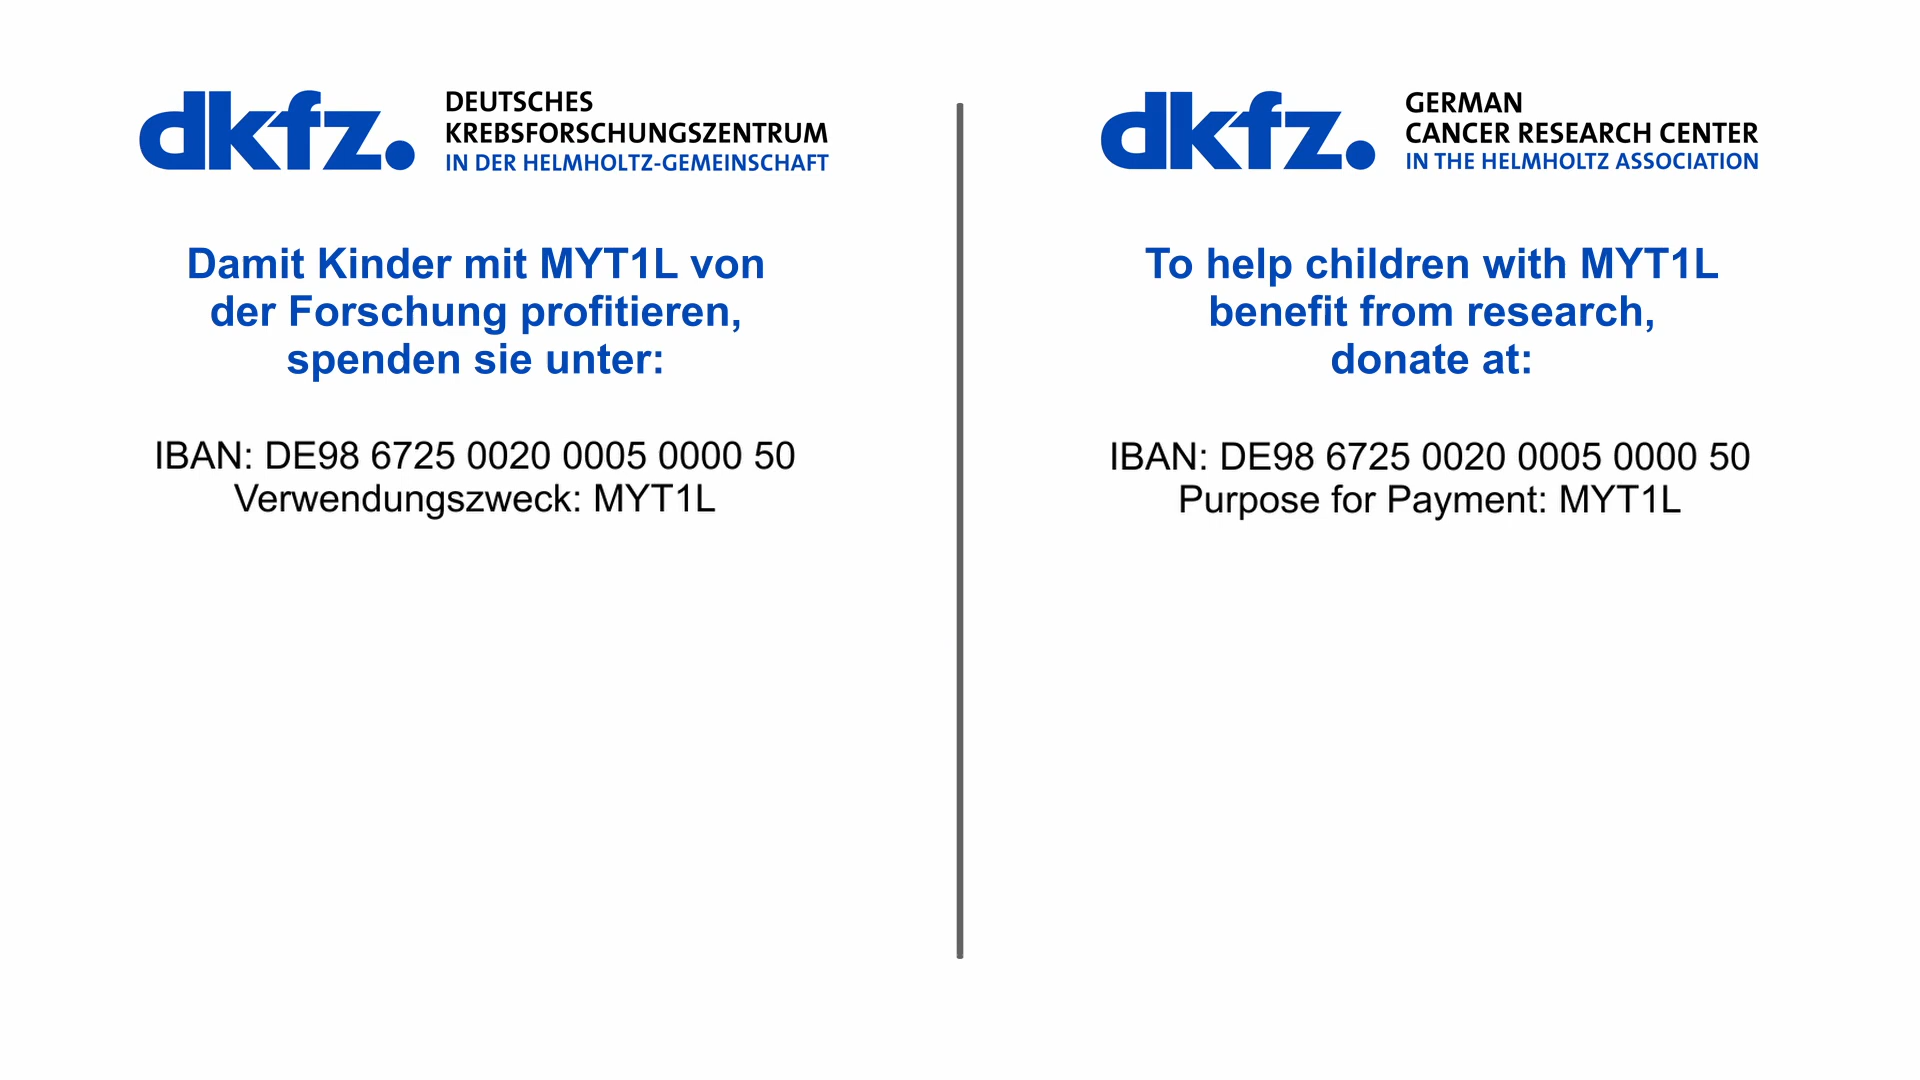 dkfz.
DEUTSCHES
KREBSFORSCHUNGSZENTRUM
IN DER HELMHOLTZ-GEMEINSCHAFT
Damit Kinder mit MYT1L von
der Forschung profitieren,
spenden sie unter:
IBAN: DE98 6725 0020 0005 0000 50
Verwendungszweck: MYT1L
dkfz.
GERMAN
CANCER RESEARCH CENTER
IN THE HELMHOLTZ ASSOCIATION
To help children with MYT1L
benefit from research,
donate at:
IBAN: DE98 6725 0020 0005 0000 50
Purpose for Payment: MYT1L